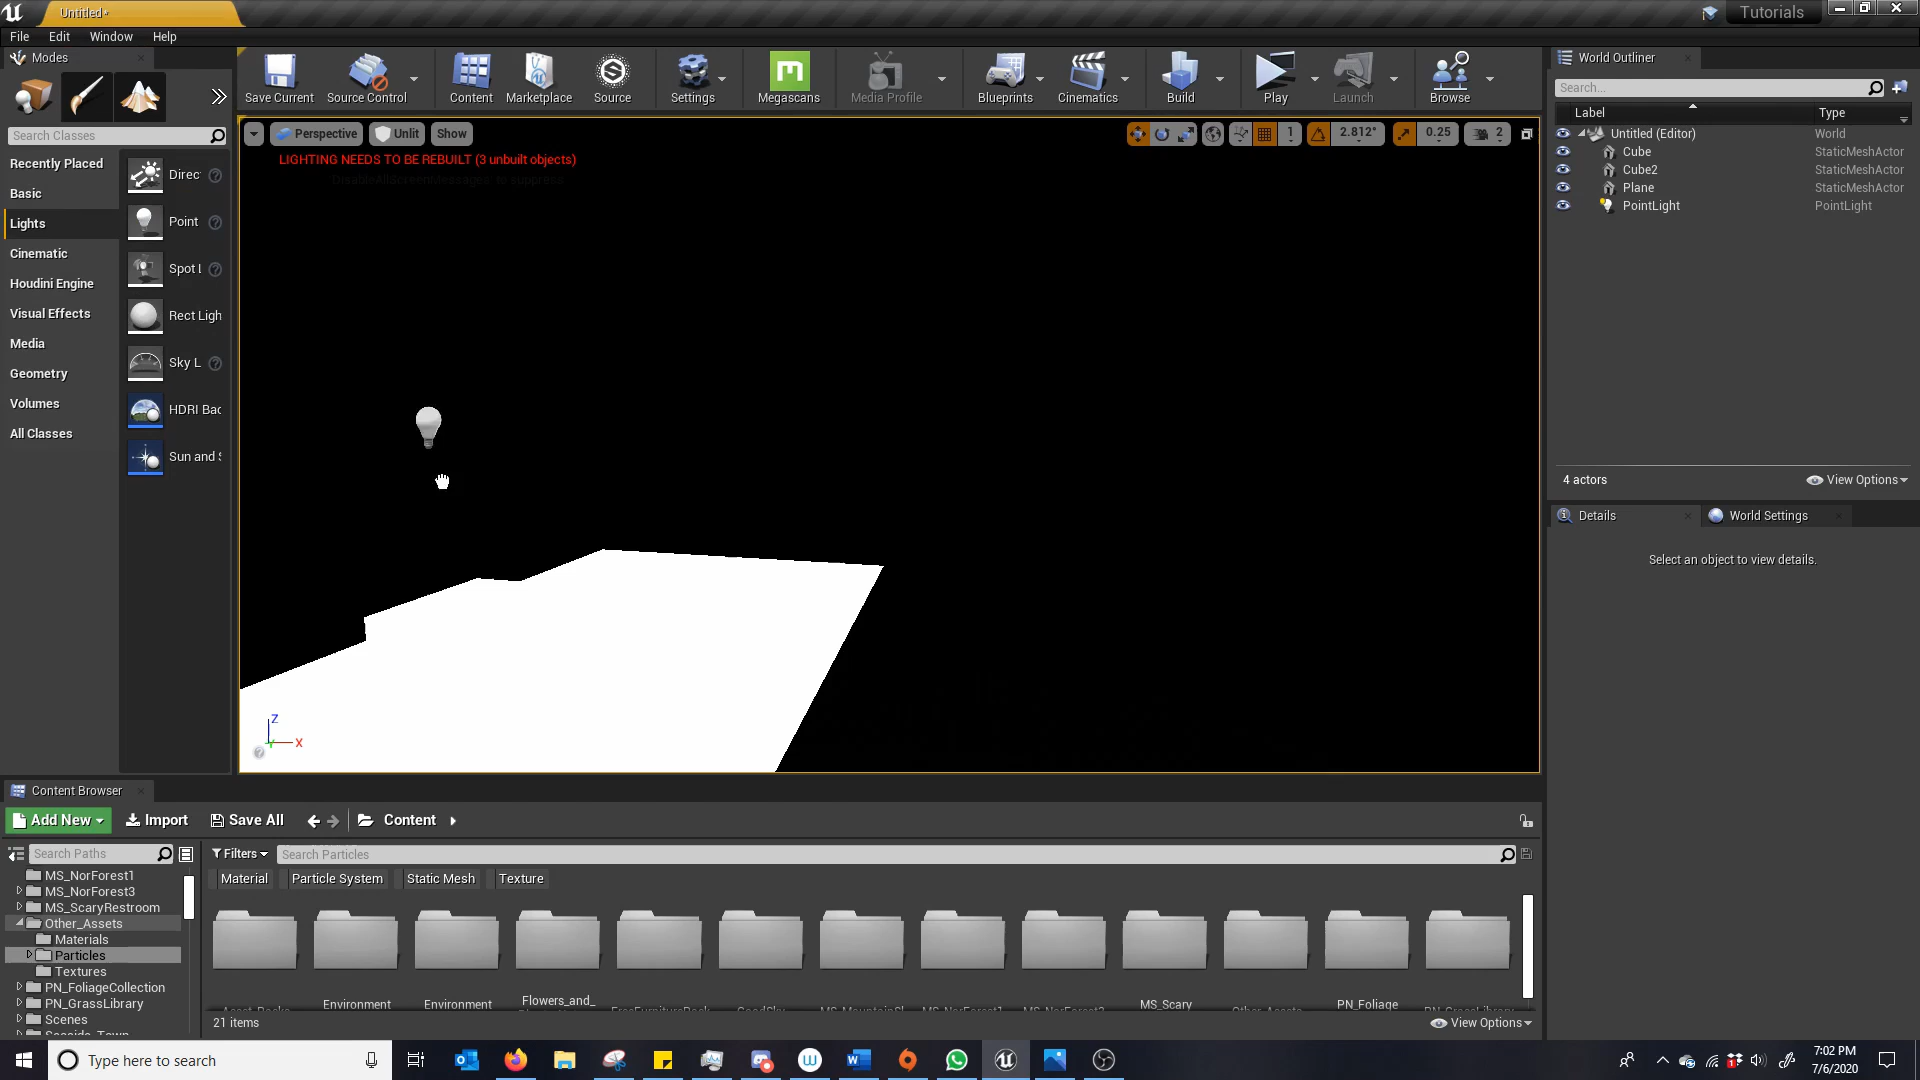 Untitled*
Tutorials
File Edit Window Help
Modes
Search Classes
Recently Placed
Basic
Lights
Cinematic
Houdini Engine
Visual Effects
Media
Geometry
Volumes
All Classes
Direc
Point
Spot L
Rect Ligh
Sky L
HDRI Bac
Sun and S
Save Current
Source Control
Content
Marketplace
Source
Settings
Megascans
Media Profile
Blueprints
Cinematics
Build
Play
Launch
Browse
Perspective Unlit Show
1 2.812° 0.25 2
LIGHTING NEEDS TO BE REBUILT (3 unbuilt objects)
'DisableAllScreenMessages' to suppress
Z
Y X
World Outliner
Search...
Label Type
Untitled (Editor) World
Cube StaticMeshActor
Cube2 StaticMeshActor
Plane StaticMeshActor
PointLight PointLight
4 actors
View Options
Details World Settings
Select an object to view details.
Content Browser
Add New Import Save All Content
Search Paths
MS_NorForest1
MS_NorForest3
MS_ScaryRestroom
Other_Assets
Materials
Particles
Textures
PN_FoliageCollection
PN_GrassLibrary
Scenes
Seaside_Town
Filters Search Particles
Material Particle System Static Mesh Texture
Environment
Environment
Flowers_and_
MS_Scary
PN_Foliage
21 items
View Options
Type here to search
7:02 PM
7/6/2020